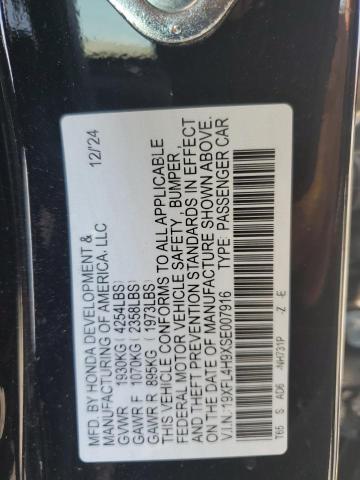 MFD. BY HONDA DEVELOPMENT & 12/'24
MANUFACTURING OF AMERICA, LLC
GVWR 1930KG (4254LBS)
GAWR F 1070KG (2358LBS)
GAWR R 895KG (1973LBS)
THIS VEHICLE CONFORMS TO ALL APPLICABLE
FEDERAL MOTOR VEHICLE SAFETY, BUMPER,
AND THEFT PREVENTION STANDARDS IN EFFECT
ON THE DATE OF MANUFACTURE SHOWN ABOVE.
V.I.N.:19XFL4H9XSE007916 TYPE: PASSENGER CAR
T65 S AD6 -NH731P -Z -E